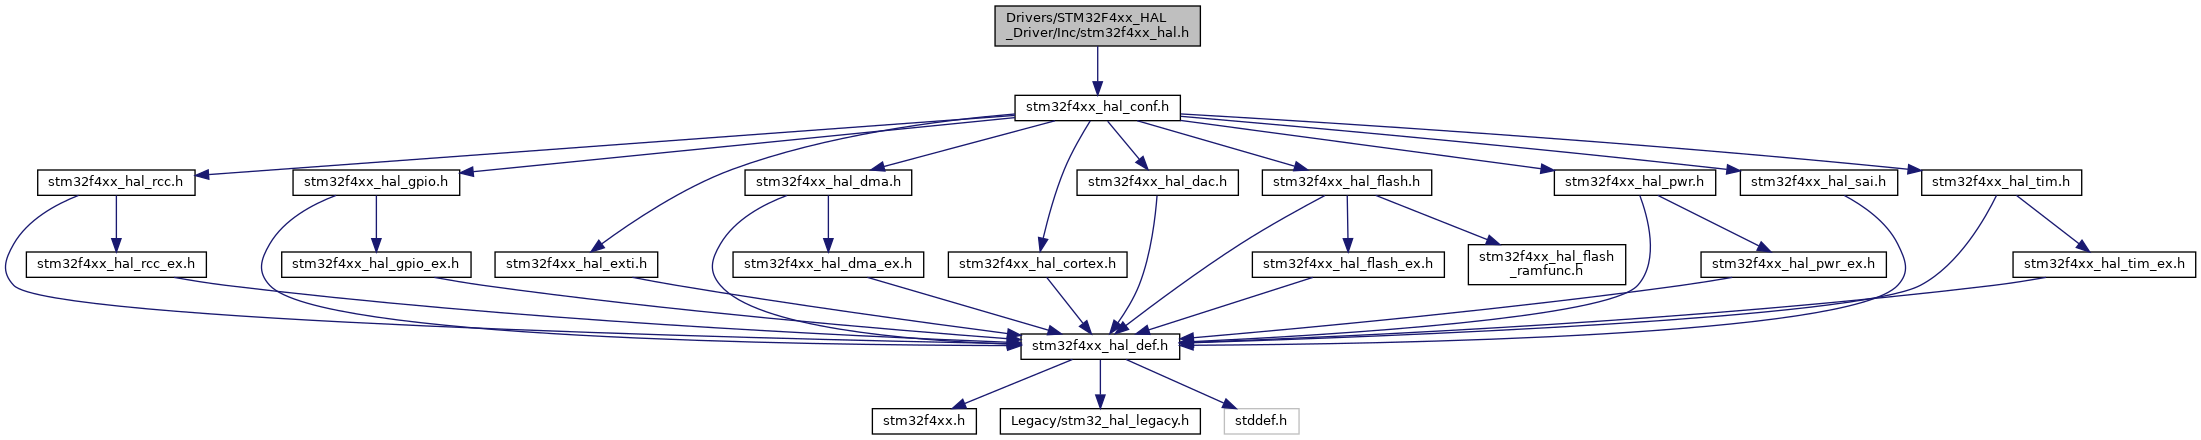 Drivers/STM32F4xx_HAL
_Driver/Inc/stm32f4xx_hal.h
stm32f4xx_hal_conf.h
stm32f4xx_hal_rcc.h
stm32f4xx_hal_gpio.h
stm32f4xx_hal_dma.h
stm32f4xx_hal_dac.h
stm32f4xx_hal_flash.h
stm32f4xx_hal_pwr.h
stm32f4xx_hal_sai.h
stm32f4xx_hal_tim.h
stm32f4xx_hal_rcc_ex.h
stm32f4xx_hal_gpio_ex.h
stm32f4xx_hal_exti.h
stm32f4xx_hal_dma_ex.h
stm32f4xx_hal_cortex.h
stm32f4xx_hal_flash_ex.h
stm32f4xx_hal_flash
_ramfunc.h
stm32f4xx_hal_pwr_ex.h
stm32f4xx_hal_tim_ex.h
stm32f4xx_hal_def.h
stm32f4xx.h
Legacy/stm32_hal_legacy.h
stddef.h